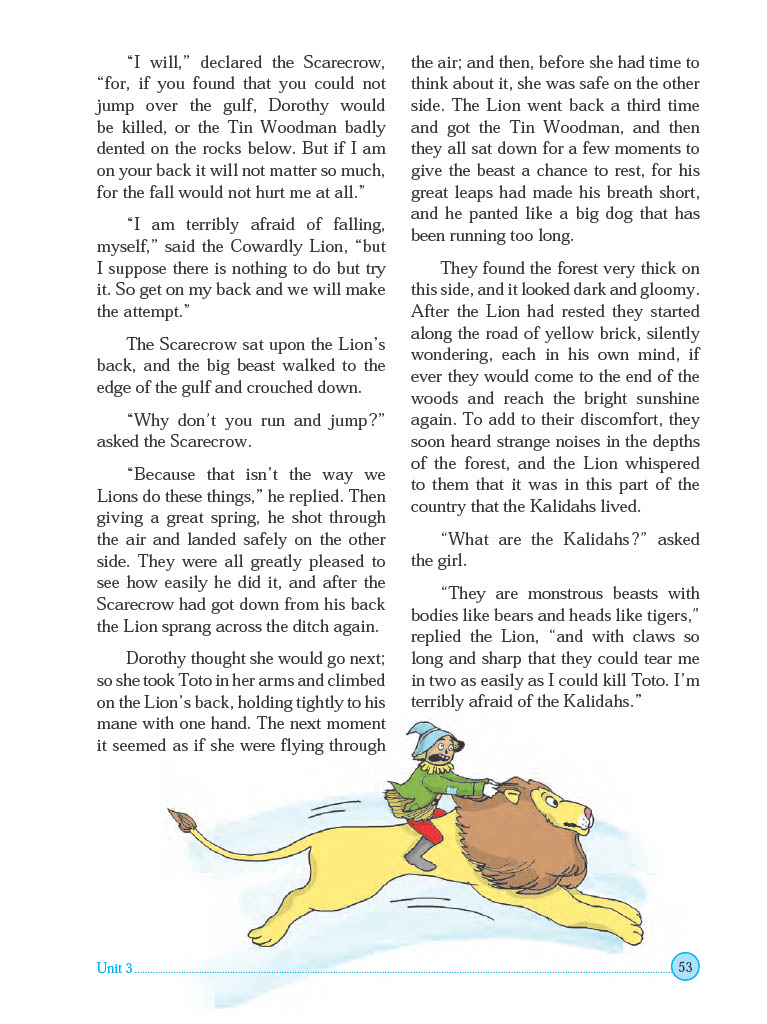 “I will,” declared the Scarecrow,
“for, if you found that you could not
jump over the gulf, Dorothy would
be killed, or the Tin Woodman badly
dented on the rocks below. But if I am
on your back it will not matter so much,
for the fall would not hurt me at all.”
“I am terribly afraid of falling,
myself,” said the Cowardly Lion, “but
I suppose there is nothing to do but try
it. So get on my back and we will make
the attempt.”
The Scarecrow sat upon the Lion’s
back, and the big beast walked to the
edge of the gulf and crouched down.
“Why don’t you run and jump?”
asked the Scarecrow.
“Because that isn’t the way we
Lions do these things,” he replied. Then
giving a great spring, he shot through
the air and landed safely on the other
side. They were all greatly pleased to
see how easily he did it, and after the
Scarecrow had got down from his back
the Lion sprang across the ditch again.
Dorothy thought she would go next;
so she took Toto in her arms and climbed
on the Lion’s back, holding tightly to his
mane with one hand. The next moment
it seemed as if she were flying through
the air; and then, before she had time to
think about it, she was safe on the other
side. The Lion went back a third time
and got the Tin Woodman, and then
they all sat down for a few moments to
give the beast a chance to rest, for his
great leaps had made his breath short,
and he panted like a big dog that has
been running too long.
They found the forest very thick on
this side, and it looked dark and gloomy.
After the Lion had rested they started
along the road of yellow brick, silently
wondering, each in his own mind, if
ever they would come to the end of the
woods and reach the bright sunshine
again. To add to their discomfort, they
soon heard strange noises in the depths
of the forest, and the Lion whispered
to them that it was in this part of the
country that the Kalidahs lived.
“What are the Kalidahs?” asked
the girl.
“They are monstrous beasts with
bodies like bears and heads like tigers,”
replied the Lion, “and with claws so
long and sharp that they could tear me
in two as easily as I could kill Toto. I’m
terribly afraid of the Kalidahs.”
Unit 3
53